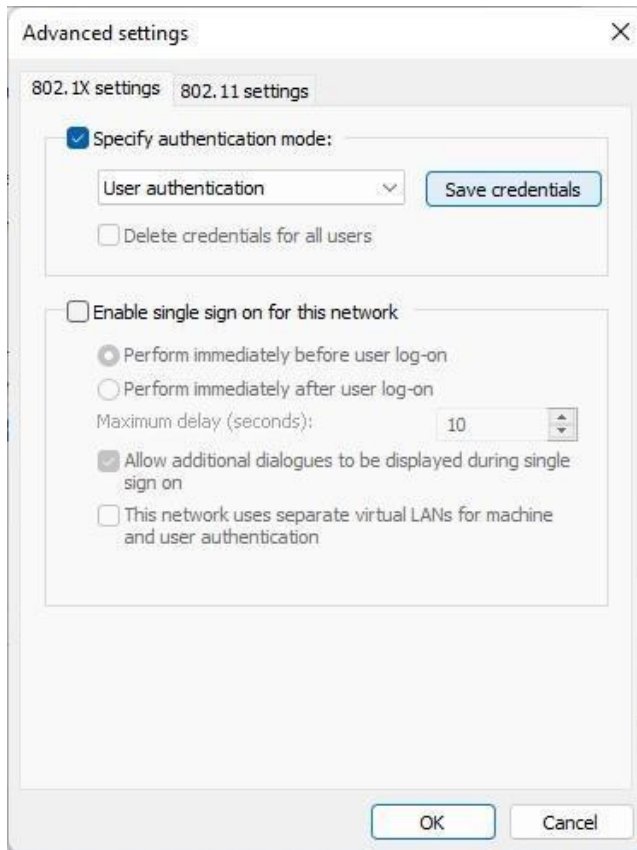 Advanced settings
802.1X settings
802.11 settings
Specify authentication mode:
User authentication
Save credentials
Delete credentials for all users
Enable single sign on for this network
Perform immediately before user log-on
Perform immediately after user log-on
Maximum delay (seconds):
10
Allow additional dialogues to be displayed during single
sign on
This network uses separate virtual LANs for machine
and user authentication
OK
Cancel